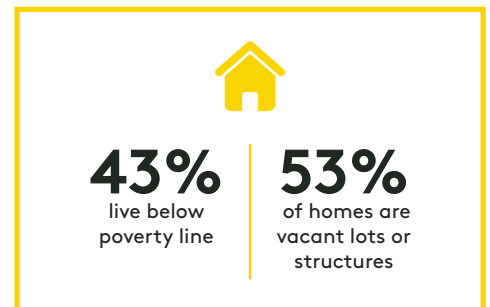 43%
live below
poverty line
53%
of homes are
vacant lots or
structures